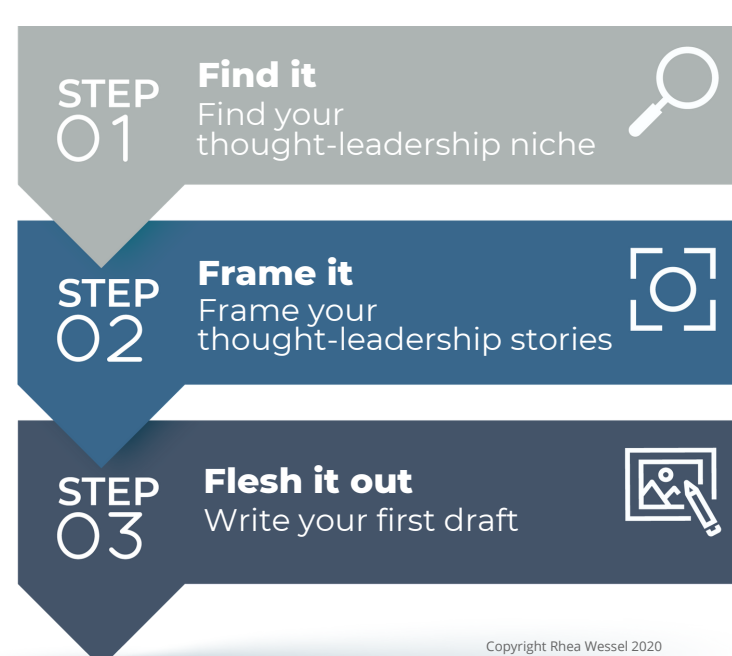 STEP
01
Find it
Find your
thought-leadership niche
STEP
02
Frame it
Frame your
thought-leadership stories
STEP
03
Flesh it out
Write your first draft
Copyright Rhea Wessel 2020